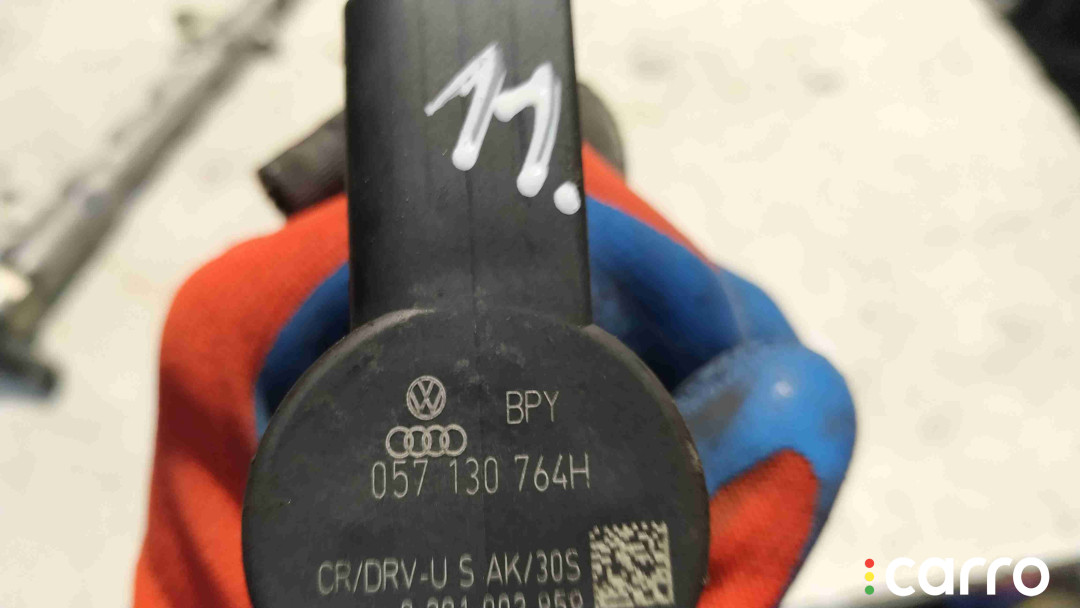 11.
BPY
057 130 764H
CR/DRV-U S AK/30S
carro